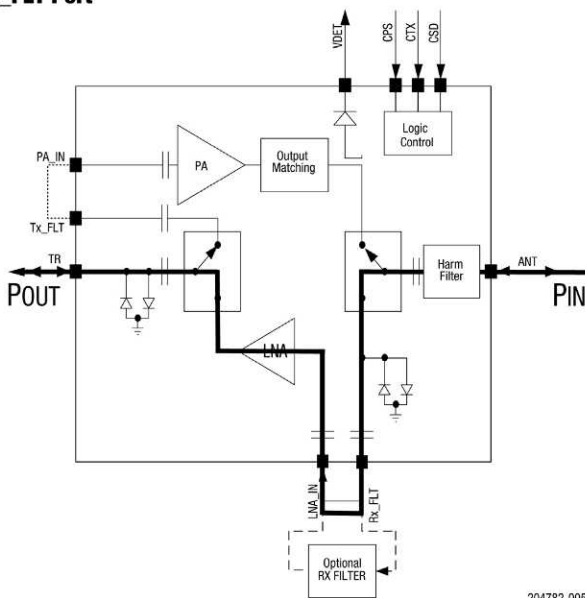 VDET
CPS
CTX
CSD
Logic
Control
PA_IN
PA
Output
Matching
Tx_FLT
TR
POUT
Harm
Filter
ANT
PIN
LNA
LNA_IN
Rx_FLT
Optional
RX FILTER